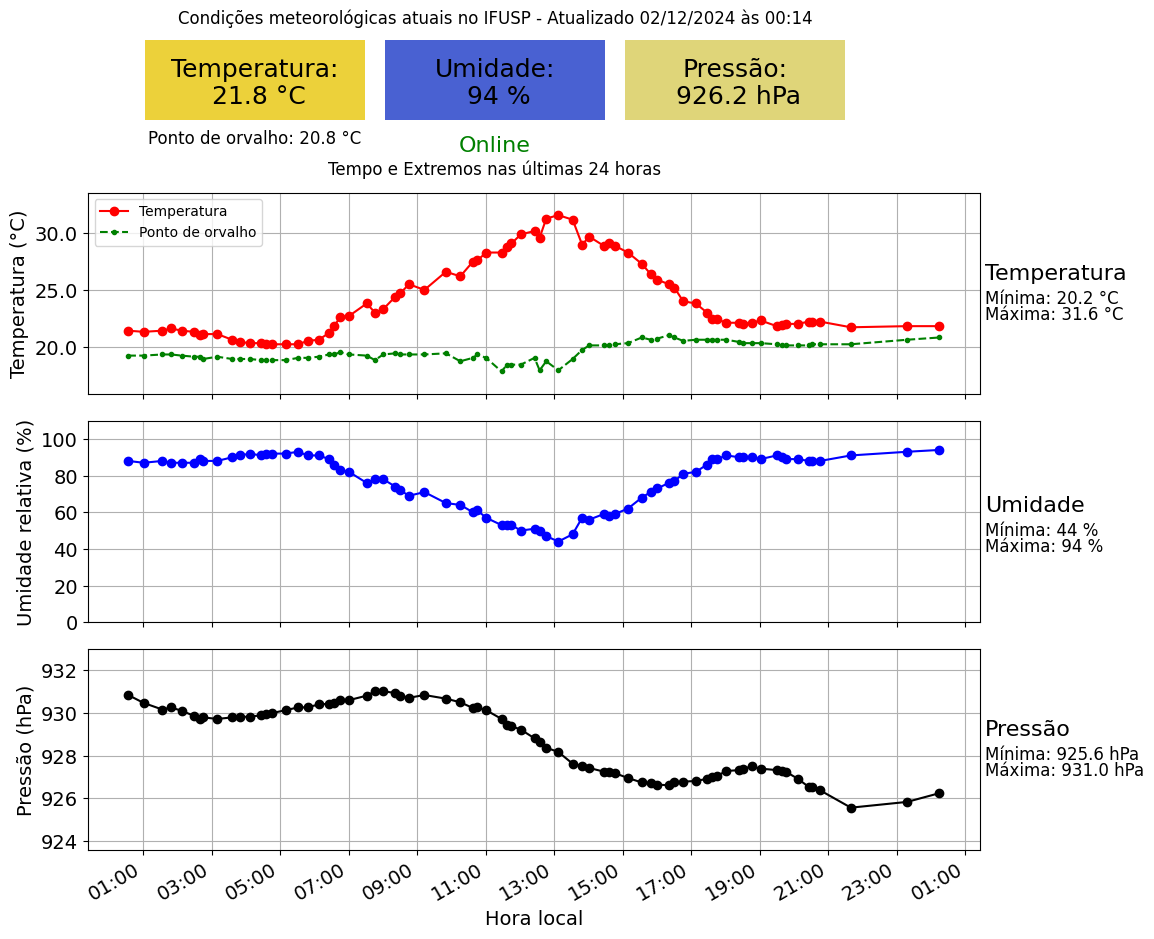 Condições meteorológicas atuais no IFUSP - Atualizado 02/12/2024 às 00:14
Temperatura:
21.8 °C
Umidade:
94 %
Pressão:
926.2 hPa
Ponto de orvalho: 20.8 °C
Online
Tempo e Extremos nas últimas 24 horas
Temperatura (°C)
30.0
25.0
20.0
Temperatura
Ponto de orvalho
Temperatura
Mínima: 20.2 °C
Máxima: 31.6 °C
Umidade relativa (%)
100
80
60
40
20
0
Umidade
Mínima: 44 %
Máxima: 94 %
Pressão (hPa)
932
930
928
926
924
Pressão
Mínima: 925.6 hPa
Máxima: 931.0 hPa
01:00 03:00 05:00 07:00 09:00 11:00 13:00 15:00 17:00 19:00 21:00 23:00 01:00
Hora local